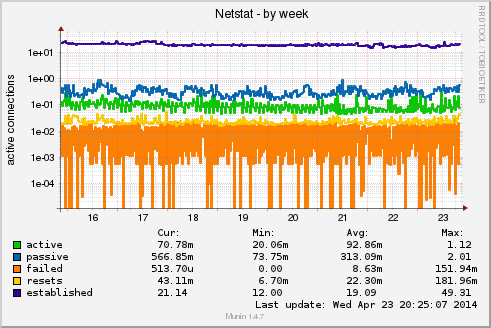 Netstat - by week
RRDTOOL / TOBI OETIKER
active connections
1e+01
1e+00
1e-01
1e-02
1e-03
1e-04
16 17 18 19 20 21 22 23
Cur: Min: Avg: Max:
active 70.78m 20.06m 92.86m 1.12
passive 566.85m 73.75m 313.09m 2.01
failed 513.70u 0.00 8.63m 151.94m
resets 43.11m 6.70m 22.30m 181.96m
established 21.14 12.00 19.09 49.31
Last update: Wed Apr 23 20:25:07 2014
Munin 1.4.7